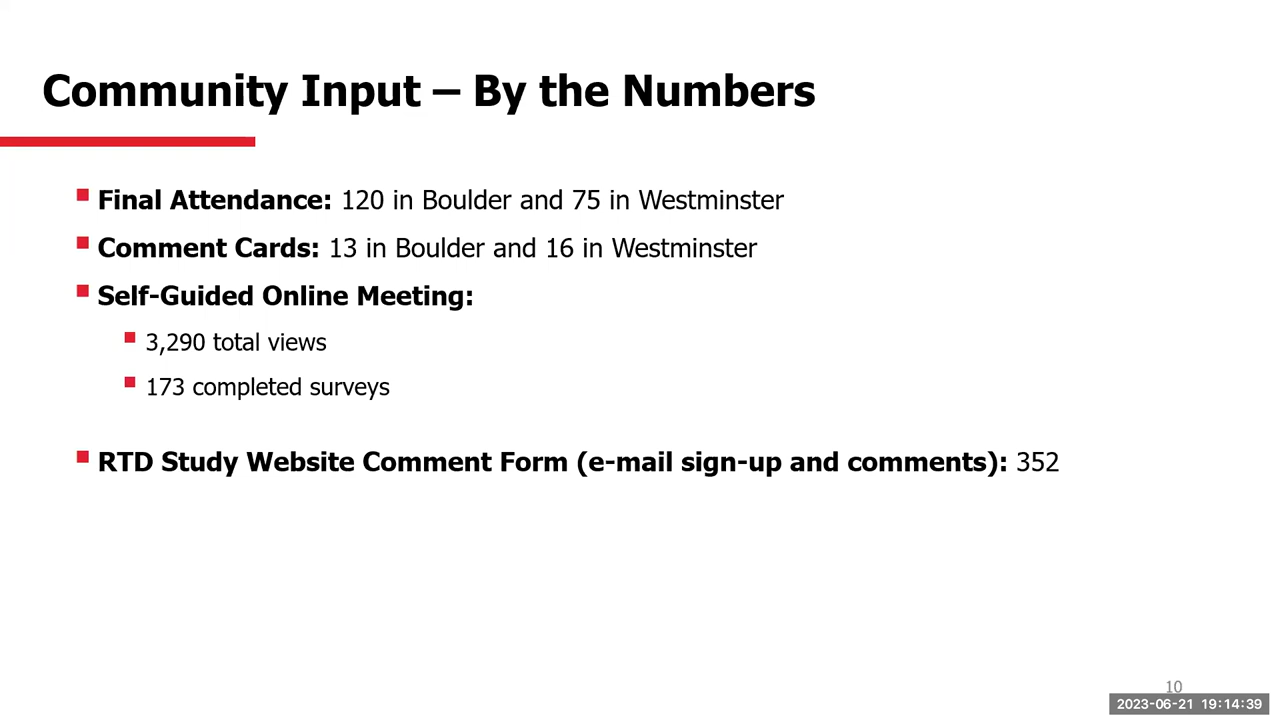 Community Input – By the Numbers
Final Attendance: 120 in Boulder and 75 in Westminster
Comment Cards: 13 in Boulder and 16 in Westminster
Self-Guided Online Meeting:
3,290 total views
173 completed surveys
RTD Study Website Comment Form (e-mail sign-up and comments): 352
10
2023-06-21 19:14:39